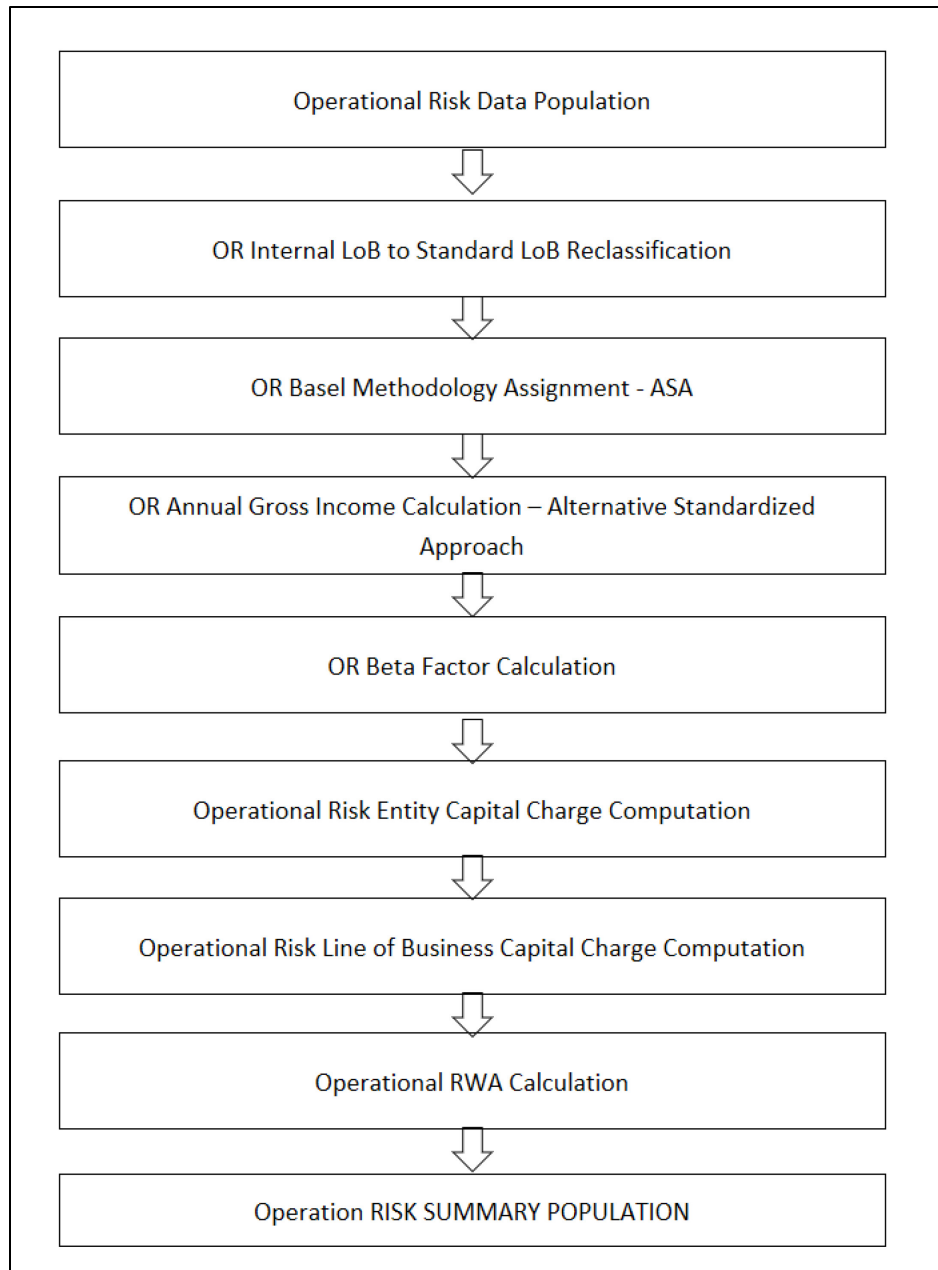 Operational Risk Data Population
OR Internal LoB to Standard LoB Reclassification
OR Basel Methodology Assignment - ASA
OR Annual Gross Income Calculation – Alternative Standardized
Approach
OR Beta Factor Calculation
Operational Risk Entity Capital Charge Computation
Operational Risk Line of Business Capital Charge Computation
Operational RWA Calculation
Operation RISK SUMMARY POPULATION